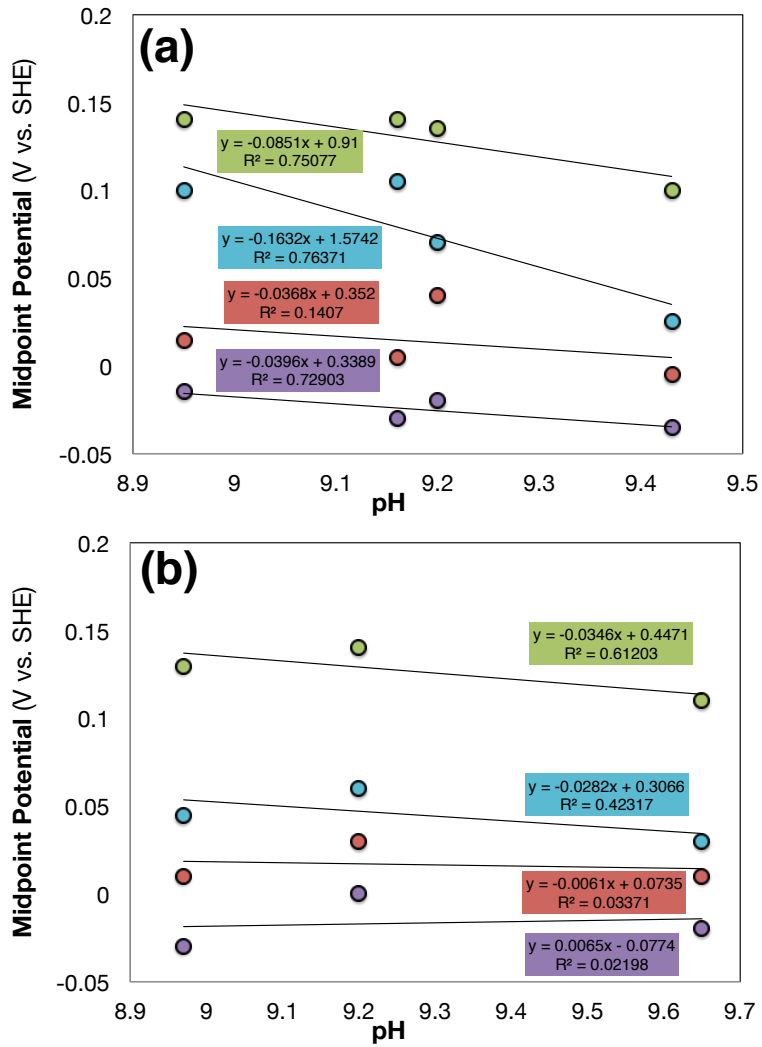 (a)
Midpoint Potential (V vs. SHE)
0.2
0.15
0.1
0.05
0
-0.05
y = -0.0851x + 0.91
R² = 0.75077
y = -0.1632x + 1.5742
R² = 0.76371
y = -0.0368x + 0.352
R² = 0.1407
y = -0.0396x + 0.3389
R² = 0.72903
8.9 9 9.1 9.2 9.3 9.4 9.5
pH
(b)
Midpoint Potential (V vs. SHE)
0.2
0.15
0.1
0.05
0
-0.05
y = -0.0346x + 0.4471
R² = 0.61203
y = -0.0282x + 0.3066
R² = 0.42317
y = -0.0061x + 0.0735
R² = 0.03371
y = 0.0065x - 0.0774
R² = 0.02198
8.9 9 9.1 9.2 9.3 9.4 9.5 9.6 9.7
pH